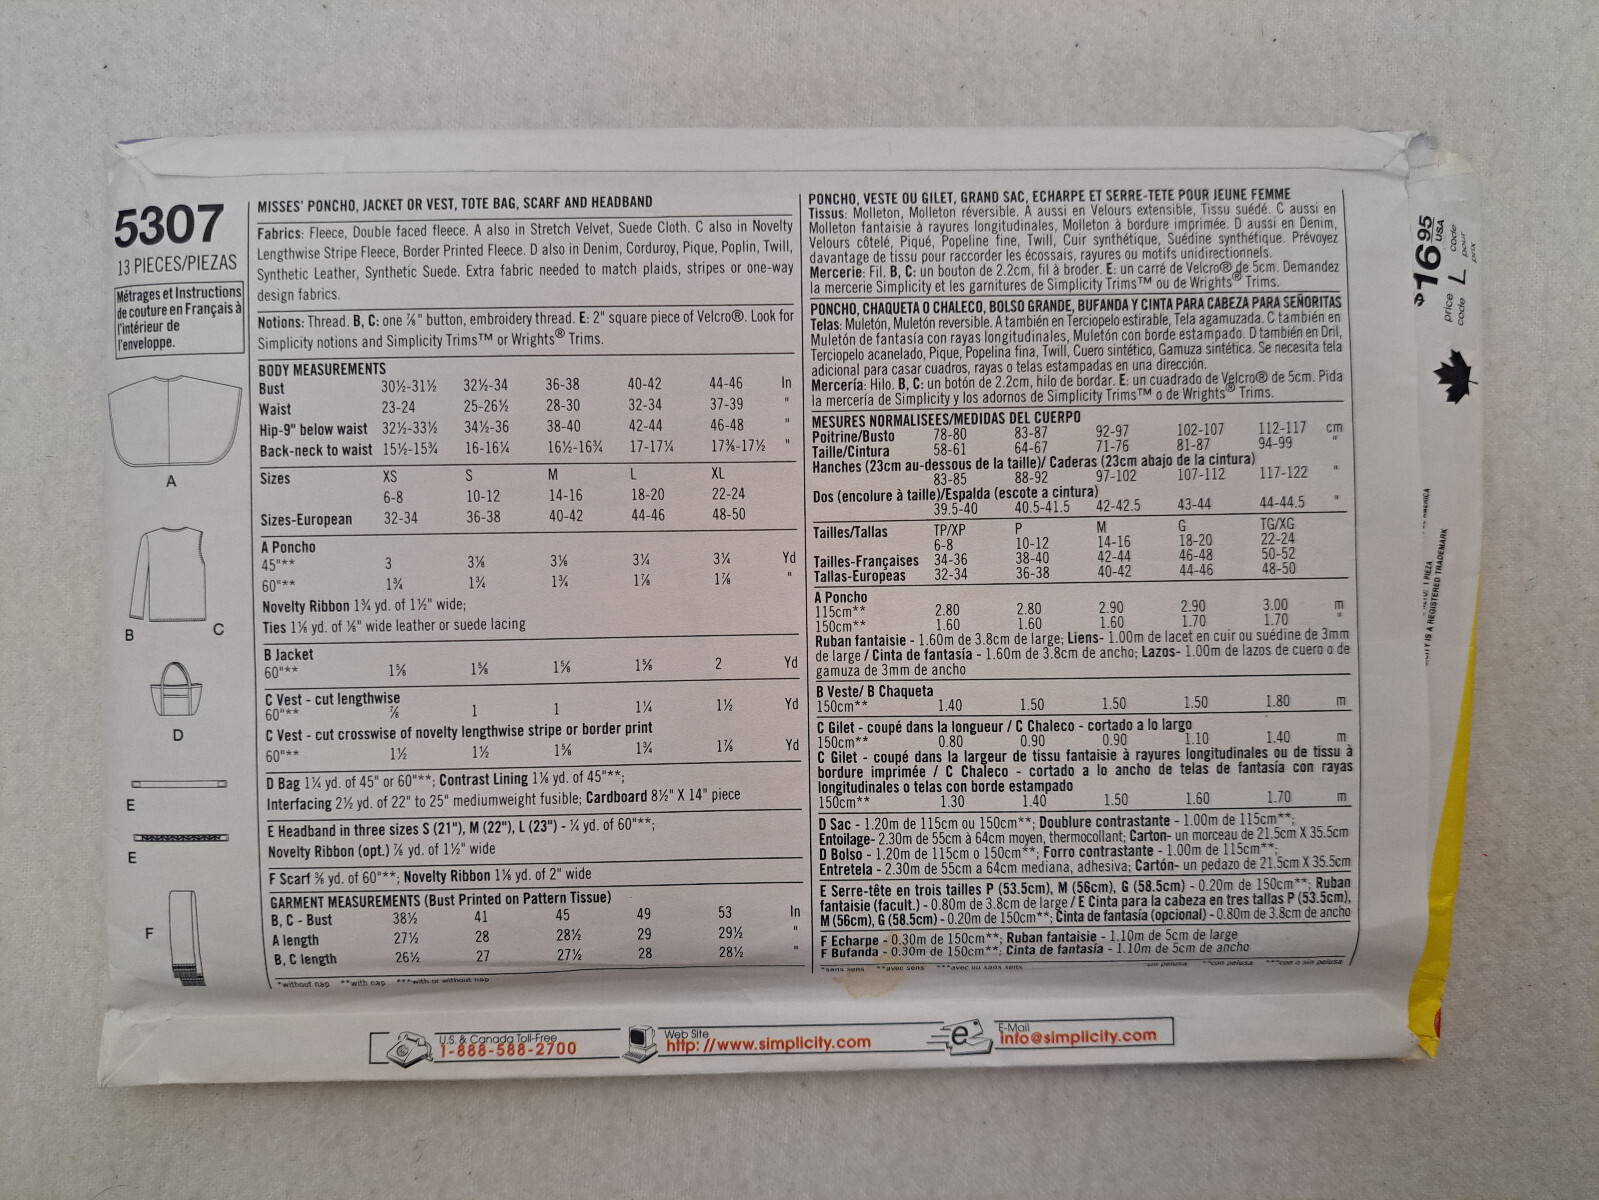 5307
13 PIECES/PIEZAS
Métrages et Instructions
de couture en Français à
l'intérieur de
l'enveloppe.
A
B
C
D
E
E
F
MISSES' PONCHO, JACKET OR VEST, TOTE BAG, SCARF AND HEADBAND
Fabrics: Fleece, Double faced fleece. A also in Stretch Velvet, Suede Cloth. C also in Novelty
Lengthwise Stripe Fleece, Border Printed Fleece. D also in Denim, Corduroy, Pique, Poplin, Twill,
Synthetic Leather, Synthetic Suede. Extra fabric needed to match plaids, stripes or one-way
design fabrics.
Notions: Thread. B, C: one ⅞" button, embroidery thread. E: 2" square piece of Velcro®. Look for
Simplicity notions and Simplicity Trims™ or Wrights® Trims.
BODY MEASUREMENTS
Bust 30½-31½ 32½-34 36-38 40-42 44-46 In
Waist 23-24 25-26½ 28-30 32-34 37-39 "
Hip-9" below waist 32½-33½ 34½-36 38-40 42-44 46-48 "
Back-neck to waist 15½-15¾ 16-16¼ 16½-16¾ 17-17¼ 17⅜-17½ "
Sizes XS S M L XL
6-8 10-12 14-16 18-20 22-24
Sizes-European 32-34 36-38 40-42 44-46 48-50
A Poncho
45"** 3 3⅛ 3⅛ 3¼ 3¼ Yd
60"** 1¾ 1¾ 1¾ 1⅞ 1⅞ "
Novelty Ribbon 1¾ yd. of 1½" wide;
Ties 1⅛ yd. of ⅛" wide leather or suede lacing
B Jacket
60"** 1⅝ 1⅝ 1⅝ 1⅝ 2 Yd
C Vest - cut lengthwise
60"** ⅞ 1 1 1¼ 1½ Yd
C Vest - cut crosswise of novelty lengthwise stripe or border print
60"** 1½ 1½ 1⅝ 1¾ 1⅞ Yd
D Bag 1¼ yd. of 45" or 60"**; Contrast Lining 1⅛ yd. of 45"**;
Interfacing 2½ yd. of 22" to 25" mediumweight fusible; Cardboard 8½" X 14" piece
E Headband in three sizes S (21"), M (22"), L (23") - ¼ yd. of 60"**;
Novelty Ribbon (opt.) ⅞ yd. of 1½" wide
F Scarf ⅜ yd. of 60"**; Novelty Ribbon 1⅛ yd. of 2" wide
GARMENT MEASUREMENTS (Bust Printed on Pattern Tissue)
B, C - Bust 38½ 41 45 49 53 In
A length 27½ 28 28½ 29 29½ "
B, C length 26½ 27 27½ 28 28½ "
*without nap **with nap ***with or without nap
PONCHO, VESTE OU GILET, GRAND SAC, ECHARPE ET SERRE-TETE POUR JEUNE FEMME
Tissus: Molleton, Molleton réversible. A aussi en Velours extensible, Tissu suédé. C aussi en
Molleton fantaisie à rayures longitudinales, Molleton à bordure imprimée. D aussi en Denim,
Velours côtelé, Piqué, Popeline fine, Twill, Cuir synthétique, Suédine synthétique. Prévoyez
davantage de tissu pour raccorder les écossais, rayures ou motifs unidirectionnels.
Mercerie: Fil. B, C: un bouton de 2.2cm, fil à broder. E: un carré de Velcro® de 5cm. Demandez
la mercerie Simplicity et les garnitures de Simplicity Trims™ ou de Wrights® Trims.
PONCHO, CHAQUETA O CHALECO, BOLSO GRANDE, BUFANDA Y CINTA PARA CABEZA PARA SEÑORITAS
Telas: Muletón, Muletón reversible. A también en Terciopelo estirable, Tela agamuzada. C también en
Muletón de fantasía con rayas longitudinales, Muletón con borde estampado. D también en Dril,
Terciopelo acanelado, Pique, Popelina fina, Twill, Cuero sintético, Gamuza sintética. Se necesita tela
adicional para casar cuadros, rayas o telas estampadas en una dirección.
Mercería: Hilo. B, C: un botón de 2.2cm, hilo de bordar. E: un cuadrado de Velcro® de 5cm. Pida
la mercería de Simplicity y los adornos de Simplicity Trims™ o de Wrights® Trims.
MESURES NORMALISEES/MEDIDAS DEL CUERPO
Poitrine/Busto 78-80 83-87 92-97 102-107 112-117 cm
Taille/Cintura 58-61 64-67 71-76 81-87 94-99 "
Hanches (23cm au-dessous de la taille)/ Caderas (23cm abajo de la cintura)
83-85 88-92 97-102 107-112 117-122 "
Dos (encolure à taille)/Espalda (escote a cintura)
39.5-40 40.5-41.5 42-42.5 43-44 44-44.5 "
Tailles/Tallas TP/XP P M G TG/XG
6-8 10-12 14-16 18-20 22-24
Tailles-Françaises 34-36 38-40 42-44 46-48 50-52
Tallas-Europeas 32-34 36-38 40-42 44-46 48-50
A Poncho
115cm** 2.80 2.80 2.90 2.90 3.00 m
150cm** 1.60 1.60 1.60 1.70 1.70 "
Ruban fantaisie - 1.60m de 3.8cm de large; Liens- 1.00m de lacet en cuir ou suédine de 3mm
de large / Cinta de fantasía - 1.60m de 3.8cm de ancho; Lazos- 1.00m de lazos de cuero o de
gamuza de 3mm de ancho
B Veste/ B Chaqueta
150cm** 1.40 1.50 1.50 1.50 1.80 m
C Gilet - coupé dans la longueur / C Chaleco - cortado a lo largo
150cm** 0.80 0.90 0.90 1.10 1.40 m
C Gilet - coupé dans la largeur de tissu fantaisie à rayures longitudinales ou de tissu à
bordure imprimée / C Chaleco - cortado a lo ancho de telas de fantasía con rayas
longitudinales o telas con borde estampado
150cm** 1.30 1.40 1.50 1.60 1.70 m
D Sac - 1.20m de 115cm ou 150cm**; Doublure contrastante - 1.00m de 115cm**;
Entoilage- 2.30m de 55cm à 64cm moyen, thermocollant; Carton- un morceau de 21.5cm X 35.5cm
D Bolso - 1.20m de 115cm o 150cm**; Forro contrastante - 1.00m de 115cm**;
Entretela - 2.30m de 55cm a 64cm mediana, adhesiva; Cartón- un pedazo de 21.5cm X 35.5cm
E Serre-tête en trois tailles P (53.5cm), M (56cm), G (58.5cm) - 0.20m de 150cm**; Ruban
fantaisie (facult.) - 0.80m de 3.8cm de large / E Cinta para la cabeza en tres tallas P (53.5cm),
M (56cm), G (58.5cm) - 0.20m de 150cm**; Cinta de fantasía (opcional) - 0.80m de 3.8cm de ancho
F Echarpe - 0.30m de 150cm**; Ruban fantaisie - 1.10m de 5cm de large
F Bufanda - 0.30m de 150cm**; Cinta de fantasía - 1.10m de 5cm de ancho
*sans sens **avec sens ***avec ou sans sens *sin pelusa **con pelusa ***con o sin pelusa
$16.95
USA
price code L code pour prix
AMERICA
IS A REGISTERED TRADEMARK
U.S. & Canada Toll-Free
1-888-588-2700
Web Site
http://www.simplicity.com
E-Mail
info@simplicity.com